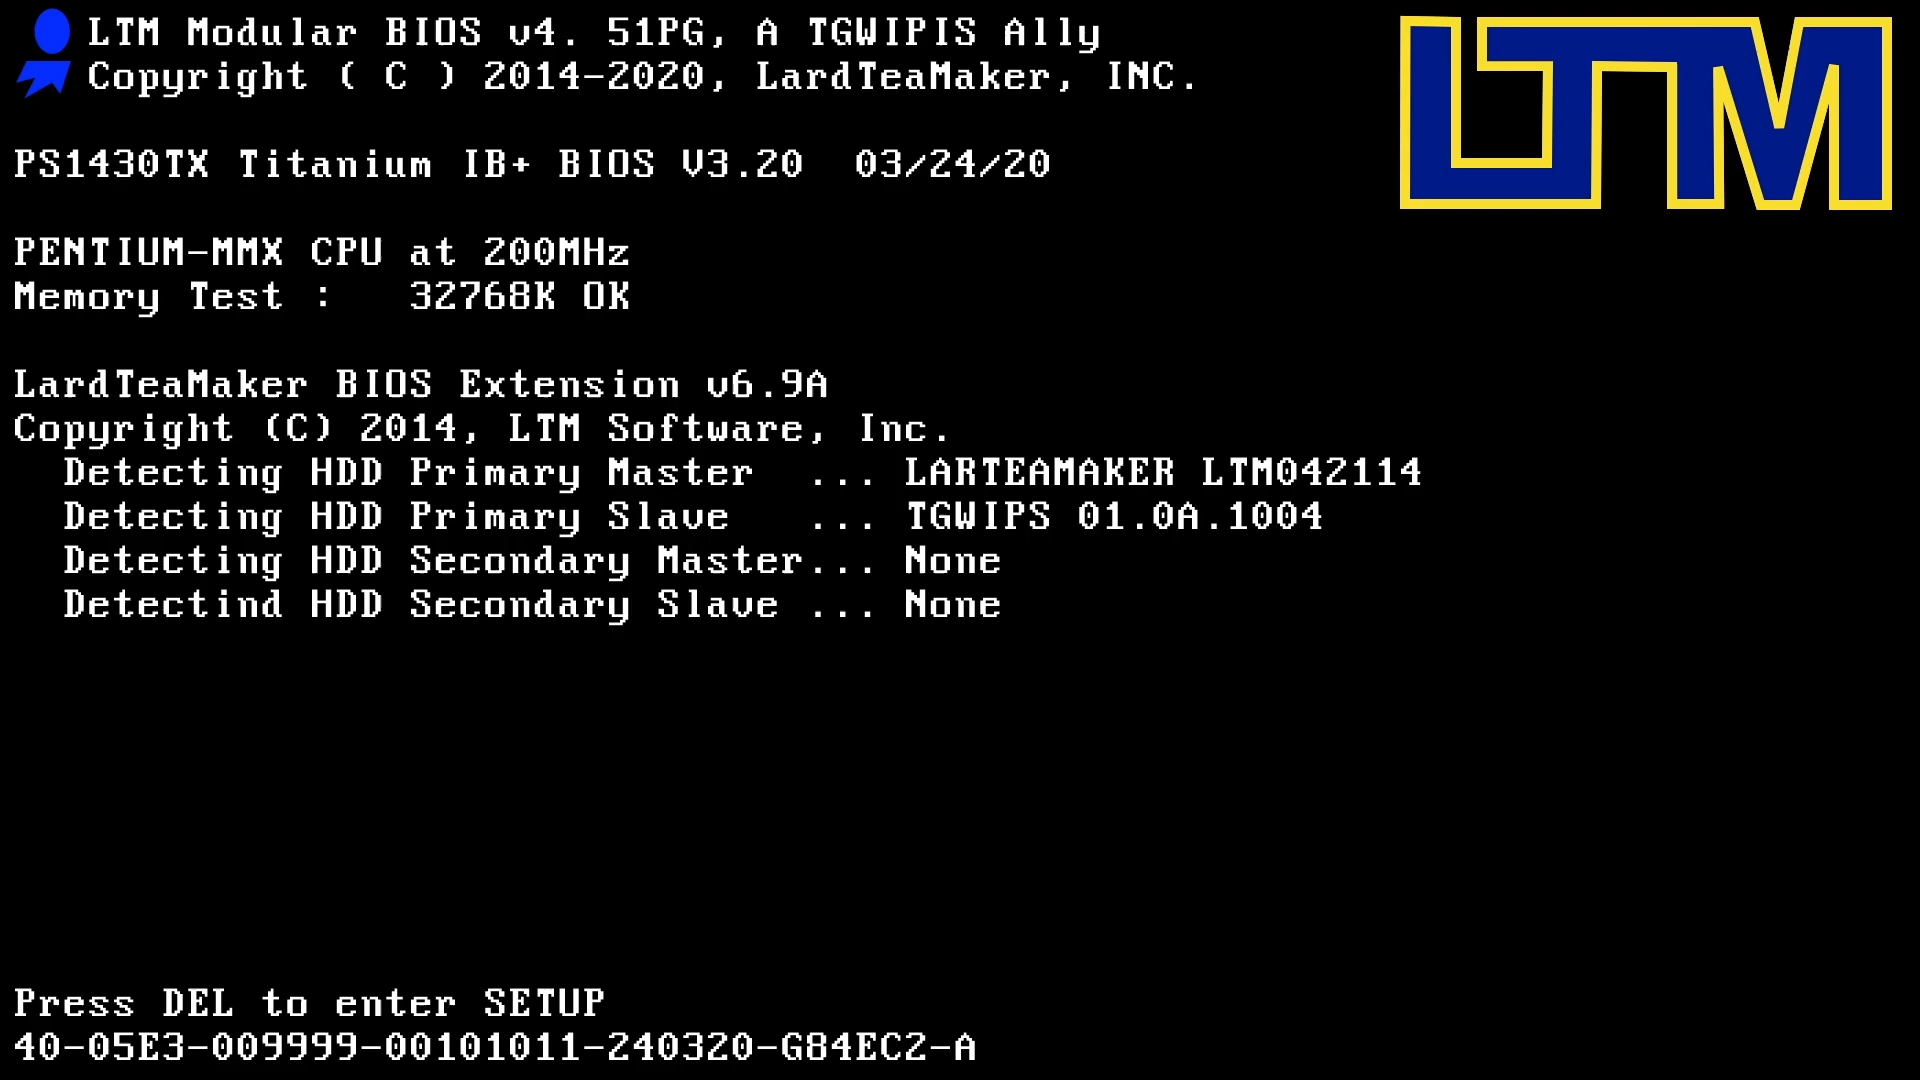 LTM Modular BIOS v4. 51PG, A TGWIPIS Ally
Copyright ( C ) 2014-2020, LardTeaMaker, INC.
LTM
PS1430TX Titanium IB+ BIOS V3.20  03/24/20
PENTIUM-MMX CPU at 200MHz
Memory Test :   32768K OK
LardTeaMaker BIOS Extension v6.9A
Copyright (C) 2014, LTM Software, Inc.
  Detecting HDD Primary Master  ... LARTEAMAKER LTM042114
  Detecting HDD Primary Slave   ... TGWIPS 01.0A.1004
  Detecting HDD Secondary Master... None
  Detectind HDD Secondary Slave ... None
Press DEL to enter SETUP
40-05E3-009999-00101011-240320-G84EC2-A